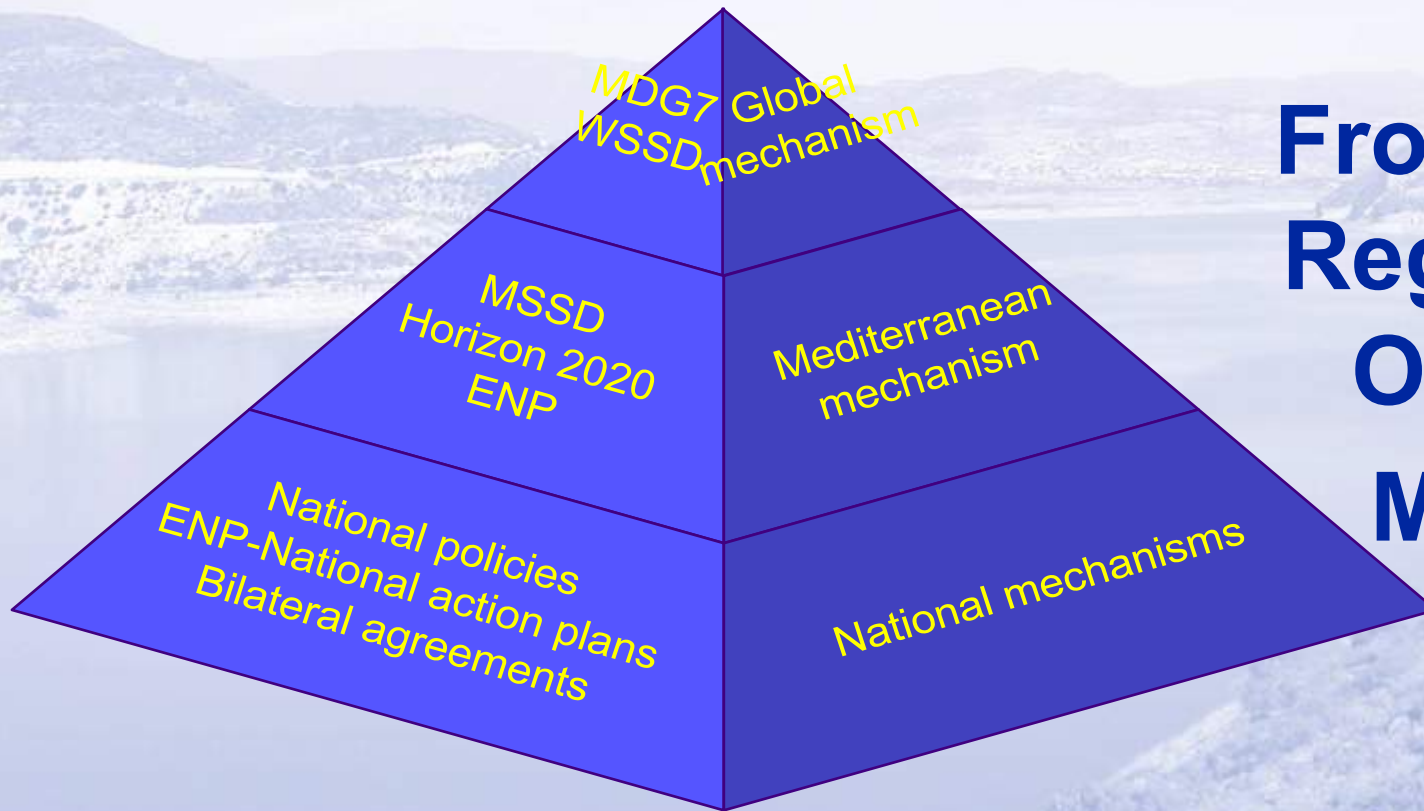 MDG7
WSSD
Global
mechanism
MSSD
Horizon 2020
ENP
Mediterranean
mechanism
National policies
ENP-National action plans
Bilateral agreements
National mechanisms